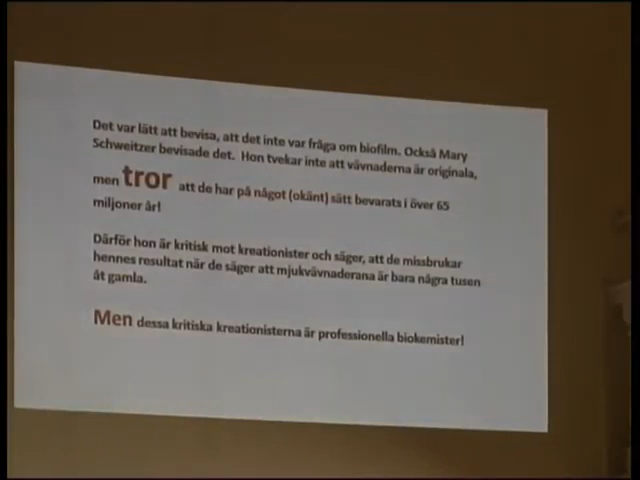 Det var lätt att bevisa, att det inte var fråga om biofilm. Också Mary
Schweitzer bevisade det. Hon tvekar inte att vävnaderna är originala,
men tror att de har på något (okänt) sätt bevarats i över 65
miljoner år!
Därför hon är kritisk mot kreationister och säger, att de missbrukar
hennes resultat när de säger att mjukvävnaderana är bara några tusen
åt gamla.
Men dessa kritiska kreationisterna är professionella biokemister!